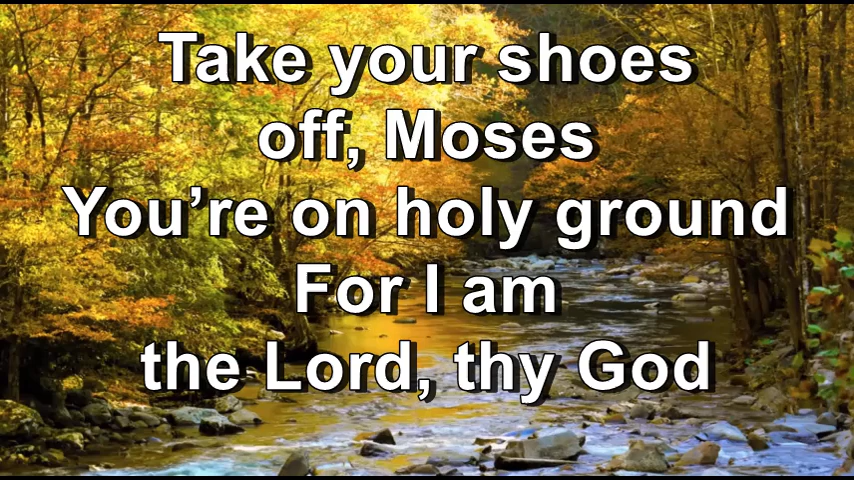 Take your shoes
off, Moses
You’re on holy ground
For I am
the Lord, thy God